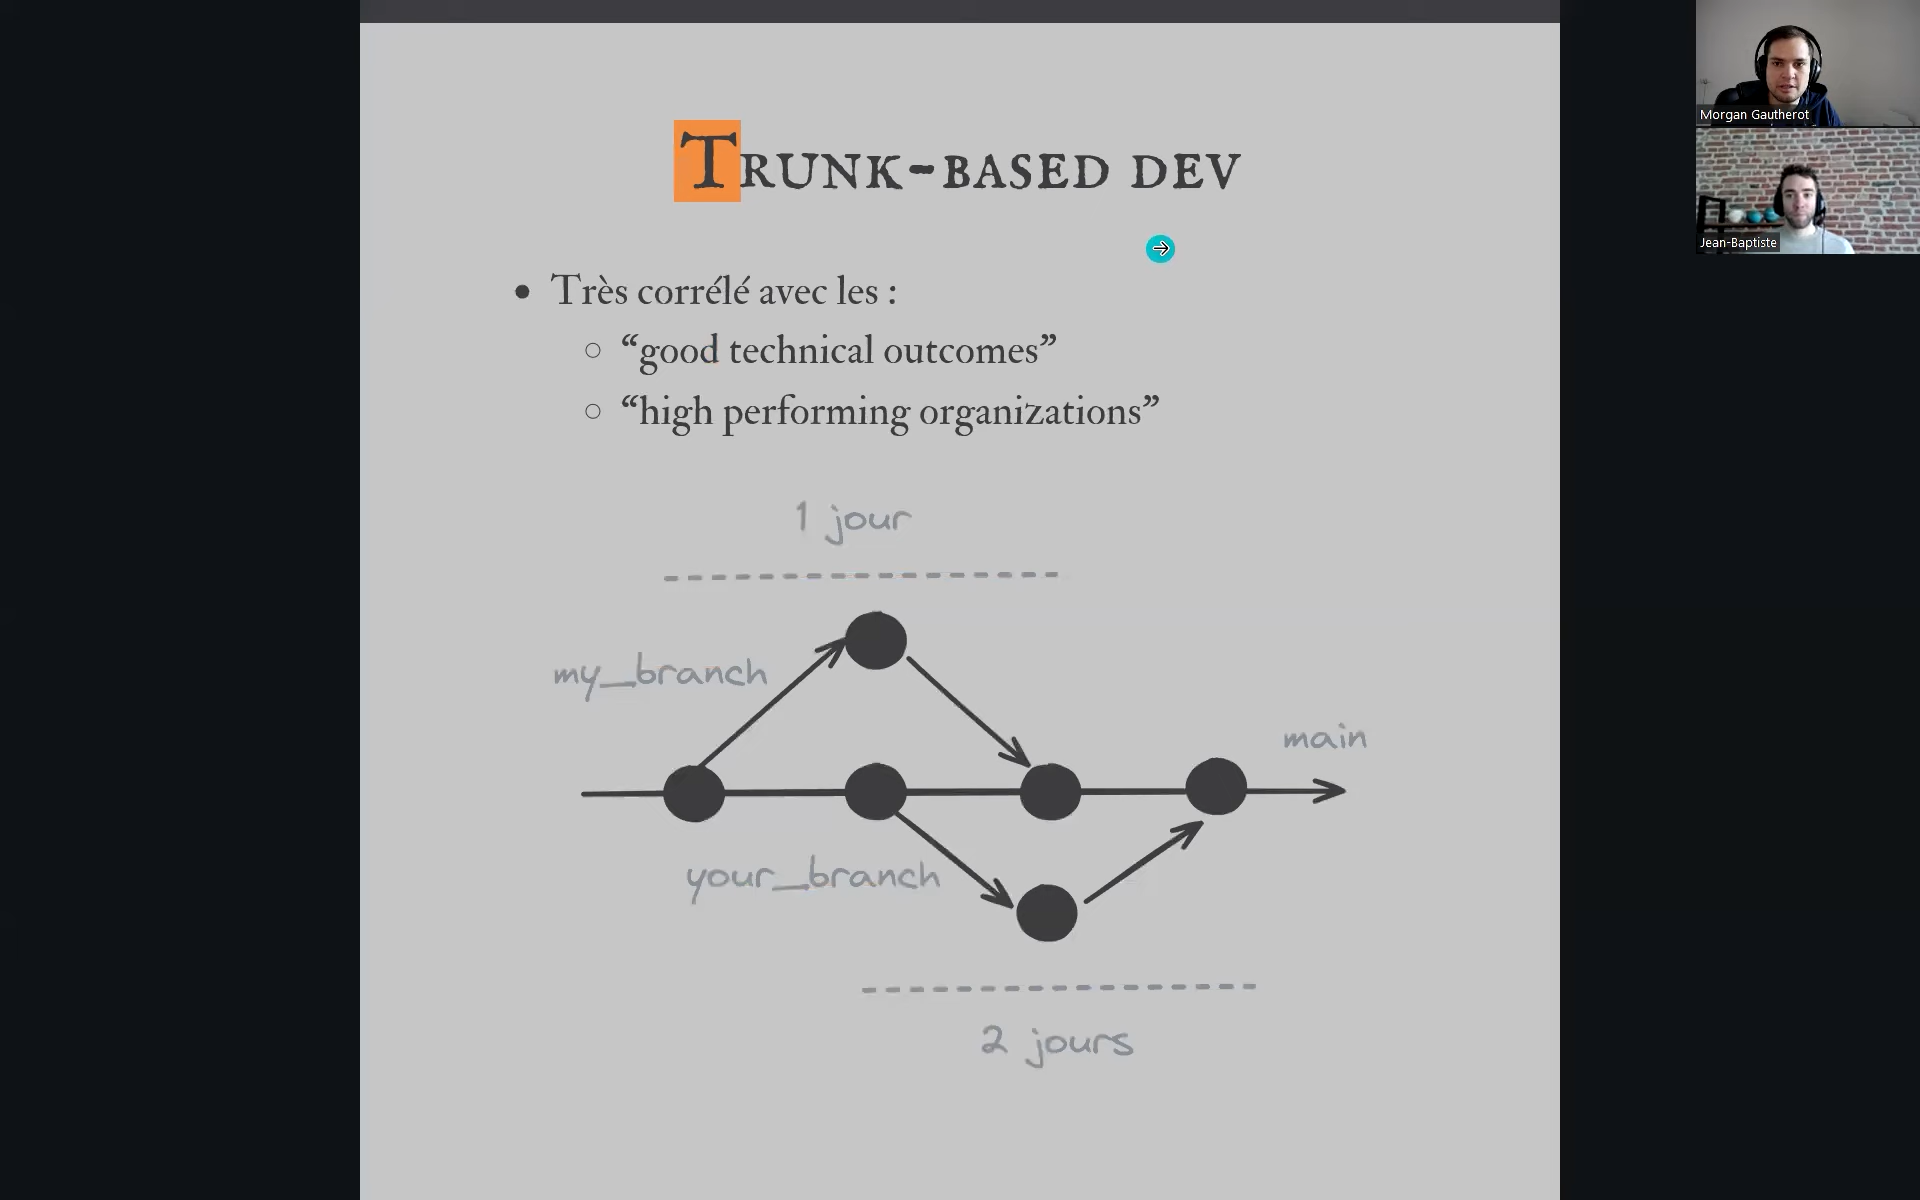 Trunk-based dev
Très corrélé avec les :
“good technical outcomes”
“high performing organizations”
1 jour
my_branch
main
your_branch
2 jours
Morgan Gautherot
Jean-Baptiste